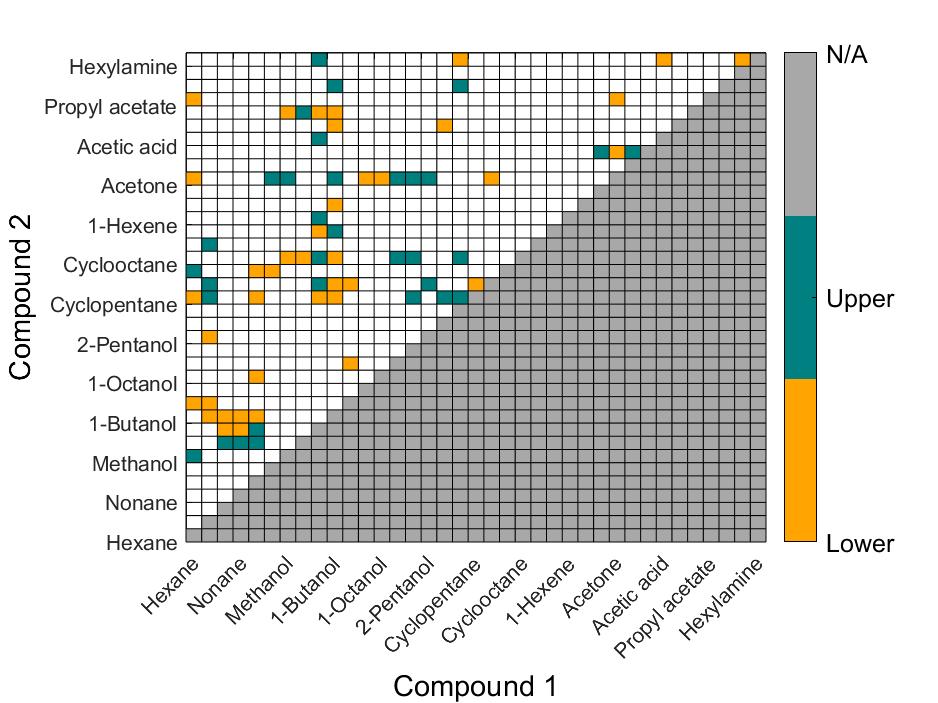 Hexylamine
Propyl acetate
Acetic acid
Acetone
1-Hexene
Cyclooctane
Cyclopentane
2-Pentanol
1-Octanol
1-Butanol
Methanol
Nonane
Hexane
Compound 2
Hexane
Nonane
Methanol
1-Butanol
1-Octanol
2-Pentanol
Cyclopentane
Cyclooctane
1-Hexene
Acetone
Acetic acid
Propyl acetate
Hexylamine
Compound 1
N/A
Upper
Lower